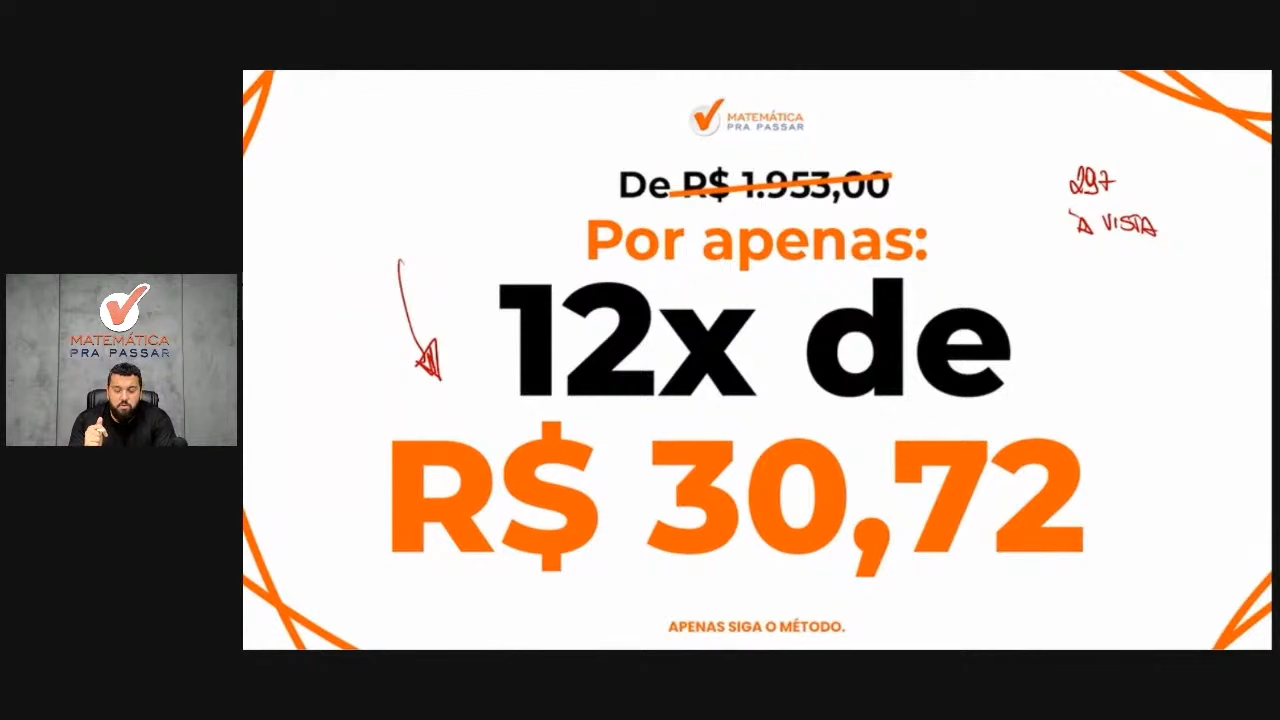 MATEMÁTICA
PRA PASSAR
De R$ 1.953,00
Por apenas:
12x de
R$ 30,72
APENAS SIGA O MÉTODO.
297
À VISTA
MATEMÁTICA
PRA PASSAR